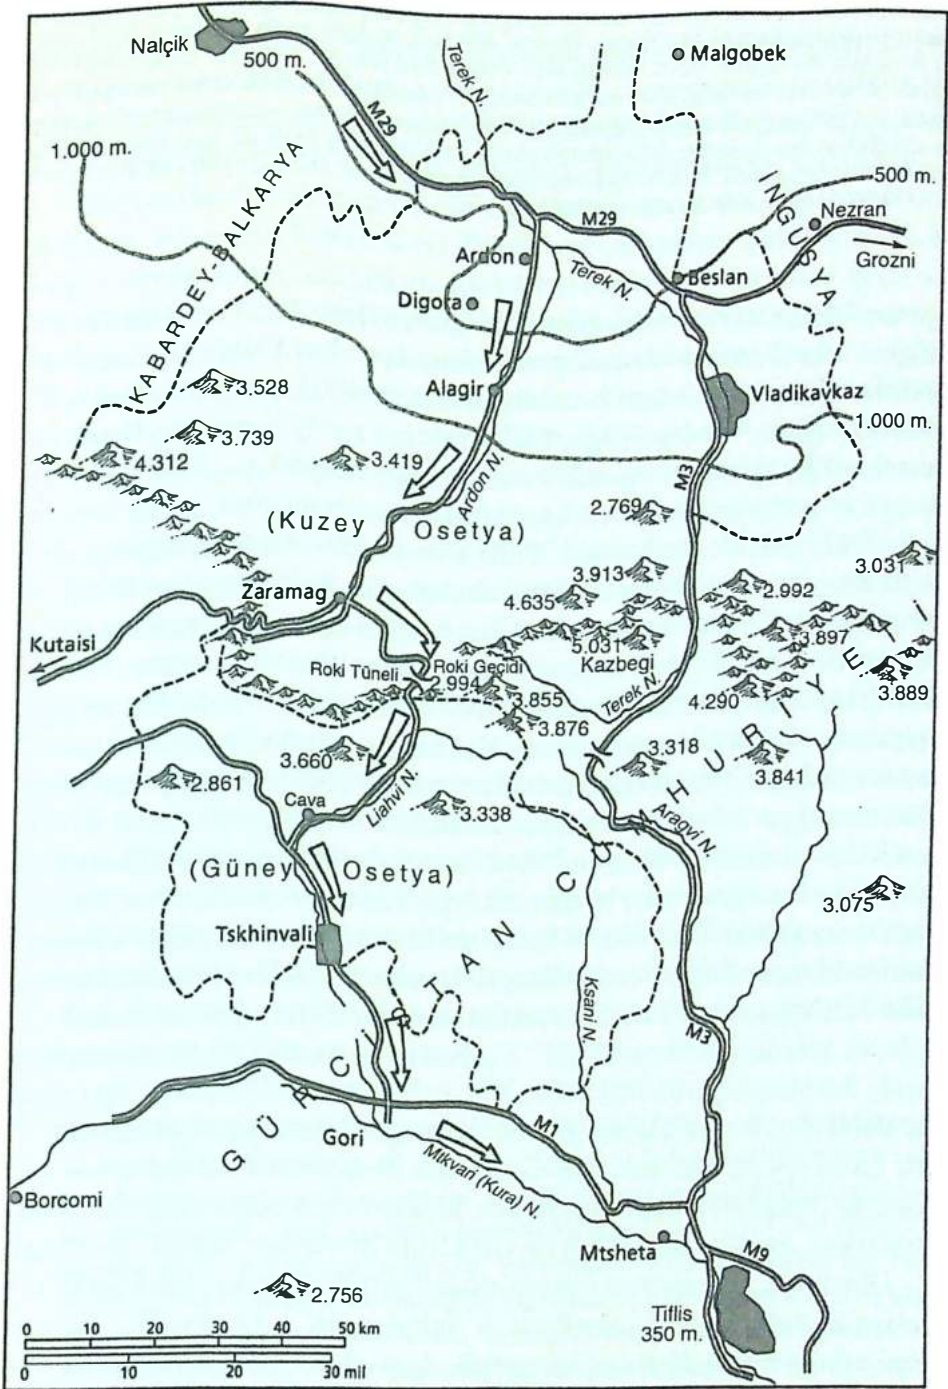 Nalçik
500 m.
M29
Terek N.
Malgobek
1.000 m.
KABARDEY BALKARYA
M29
INGUSYA
500 m.
Nezran
Grozni
Ardon
Terek N.
Beslan
Digora
Alagir
Vladikavkaz
3.528
1.000 m.
3.739
4.312
3.419
Ardon N.
M3
(Kuzey Osetya)
2.769
3.913
3.031
Zaramag
4.635
2.992
Kutaisi
5.031
Kazbegi
3.897
Roki Tüneli
Roki Geçidi
2.994
3.889
3.855
Terek N.
4.290
3.876
3.318
3.660
3.841
2.861
Liahvi N.
Cava
3.338
Aragvi N.
(Güney Osetya)
3.075
Tskhinvali
Ksani N.
M3
GÜRCİSTAN CUHURYETİ
Gori
M1
Mtkvari (Kura) N.
Borcomi
Mtsheta
M9
2.756
Tiflis
350 m.
0 10 20 30 40 50 km
0 10 20 30 mil